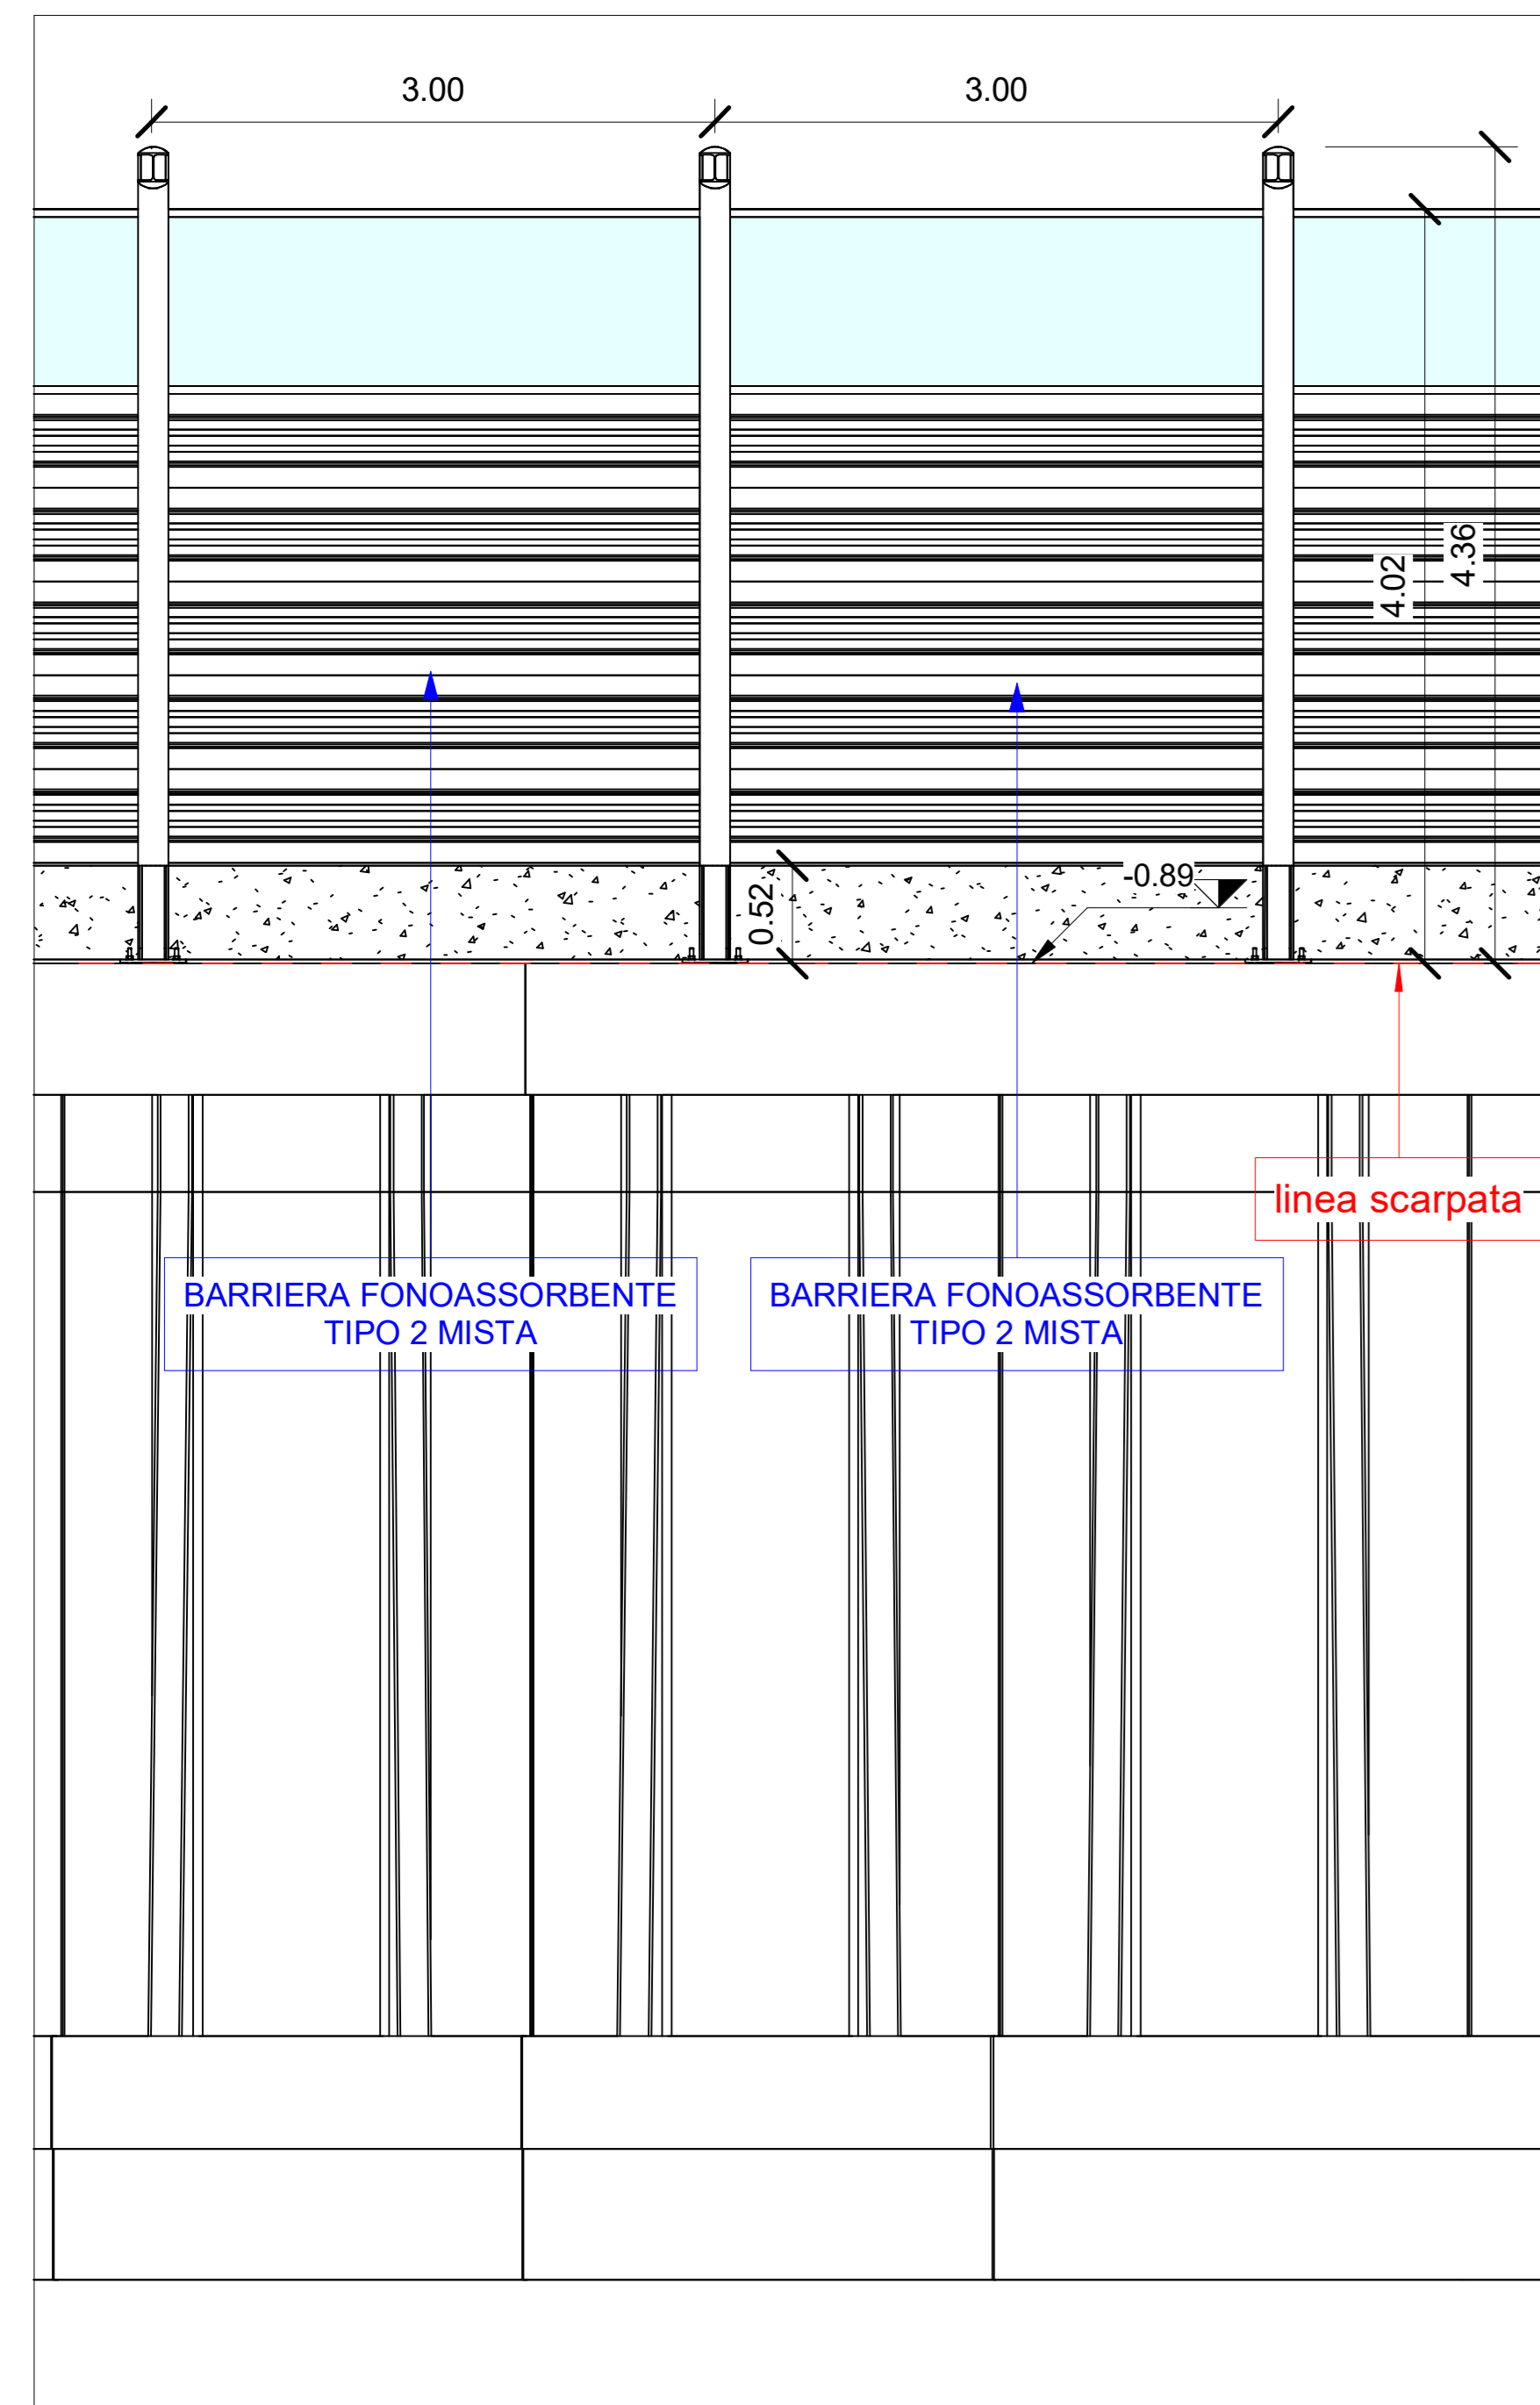 3.00
3.00
4.36
4.02
-0.89
0.52
linea scarpata
BARRIERA FONOASSORBENTE
TIPO 2 MISTA
BARRIERA FONOASSORBENTE
TIPO 2 MISTA